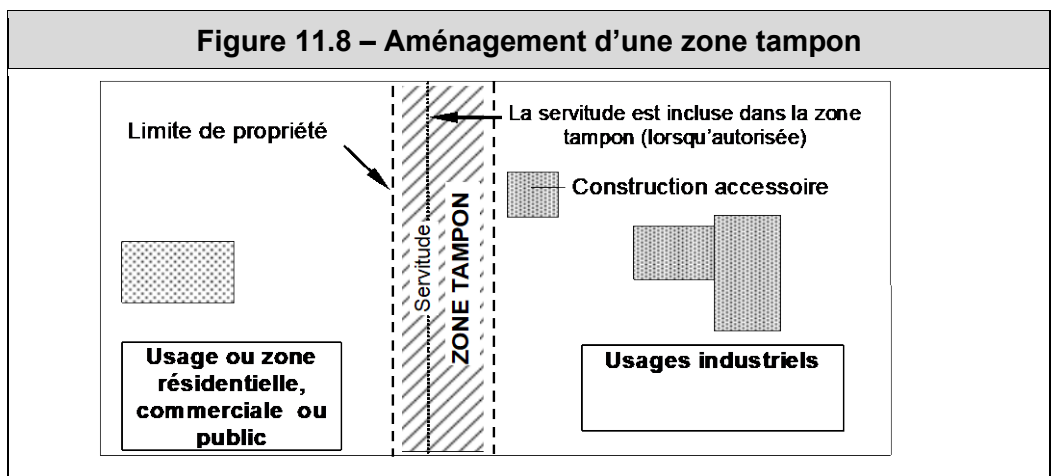 Figure 11.8 – Aménagement d’une zone tampon
Limite de propriété
La servitude est incluse dans la zone
tampon (lorsqu’autorisée)
Construction accessoire
Servitude
ZONE TAMPON
Usage ou zone
résidentielle,
commerciale ou
public
Usages industriels